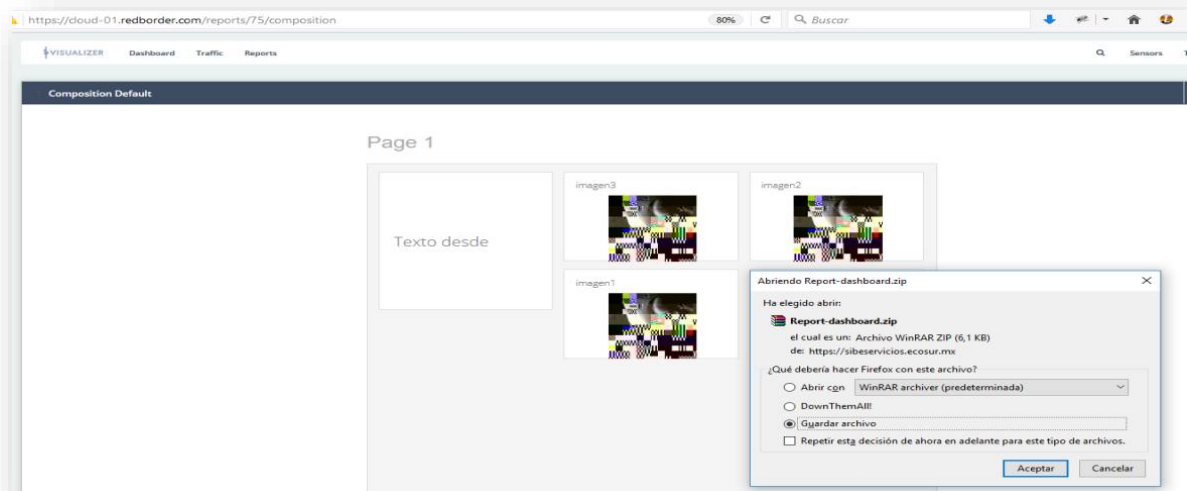 https://cloud-01.redborder.com/reports/75/composition
80%
Buscar
VISUALIZER Dashboard Traffic Reports
Sensors
Composition Default
Page 1
Texto desde
imagen3
imagen2
imagen1
Abriendo Report-dashboard.zip
Ha elegido abrir:
Report-dashboard.zip
el cual es un: Archivo WinRAR ZIP (6,1 KB)
de: https://sibeservicios.ecosur.mx
¿Qué debería hacer Firefox con este archivo?
Abrir con WinRAR archiver (predeterminada)
DownThemAll!
Guardar archivo
Repetir esta decisión de ahora en adelante para este tipo de archivos.
Aceptar Cancelar